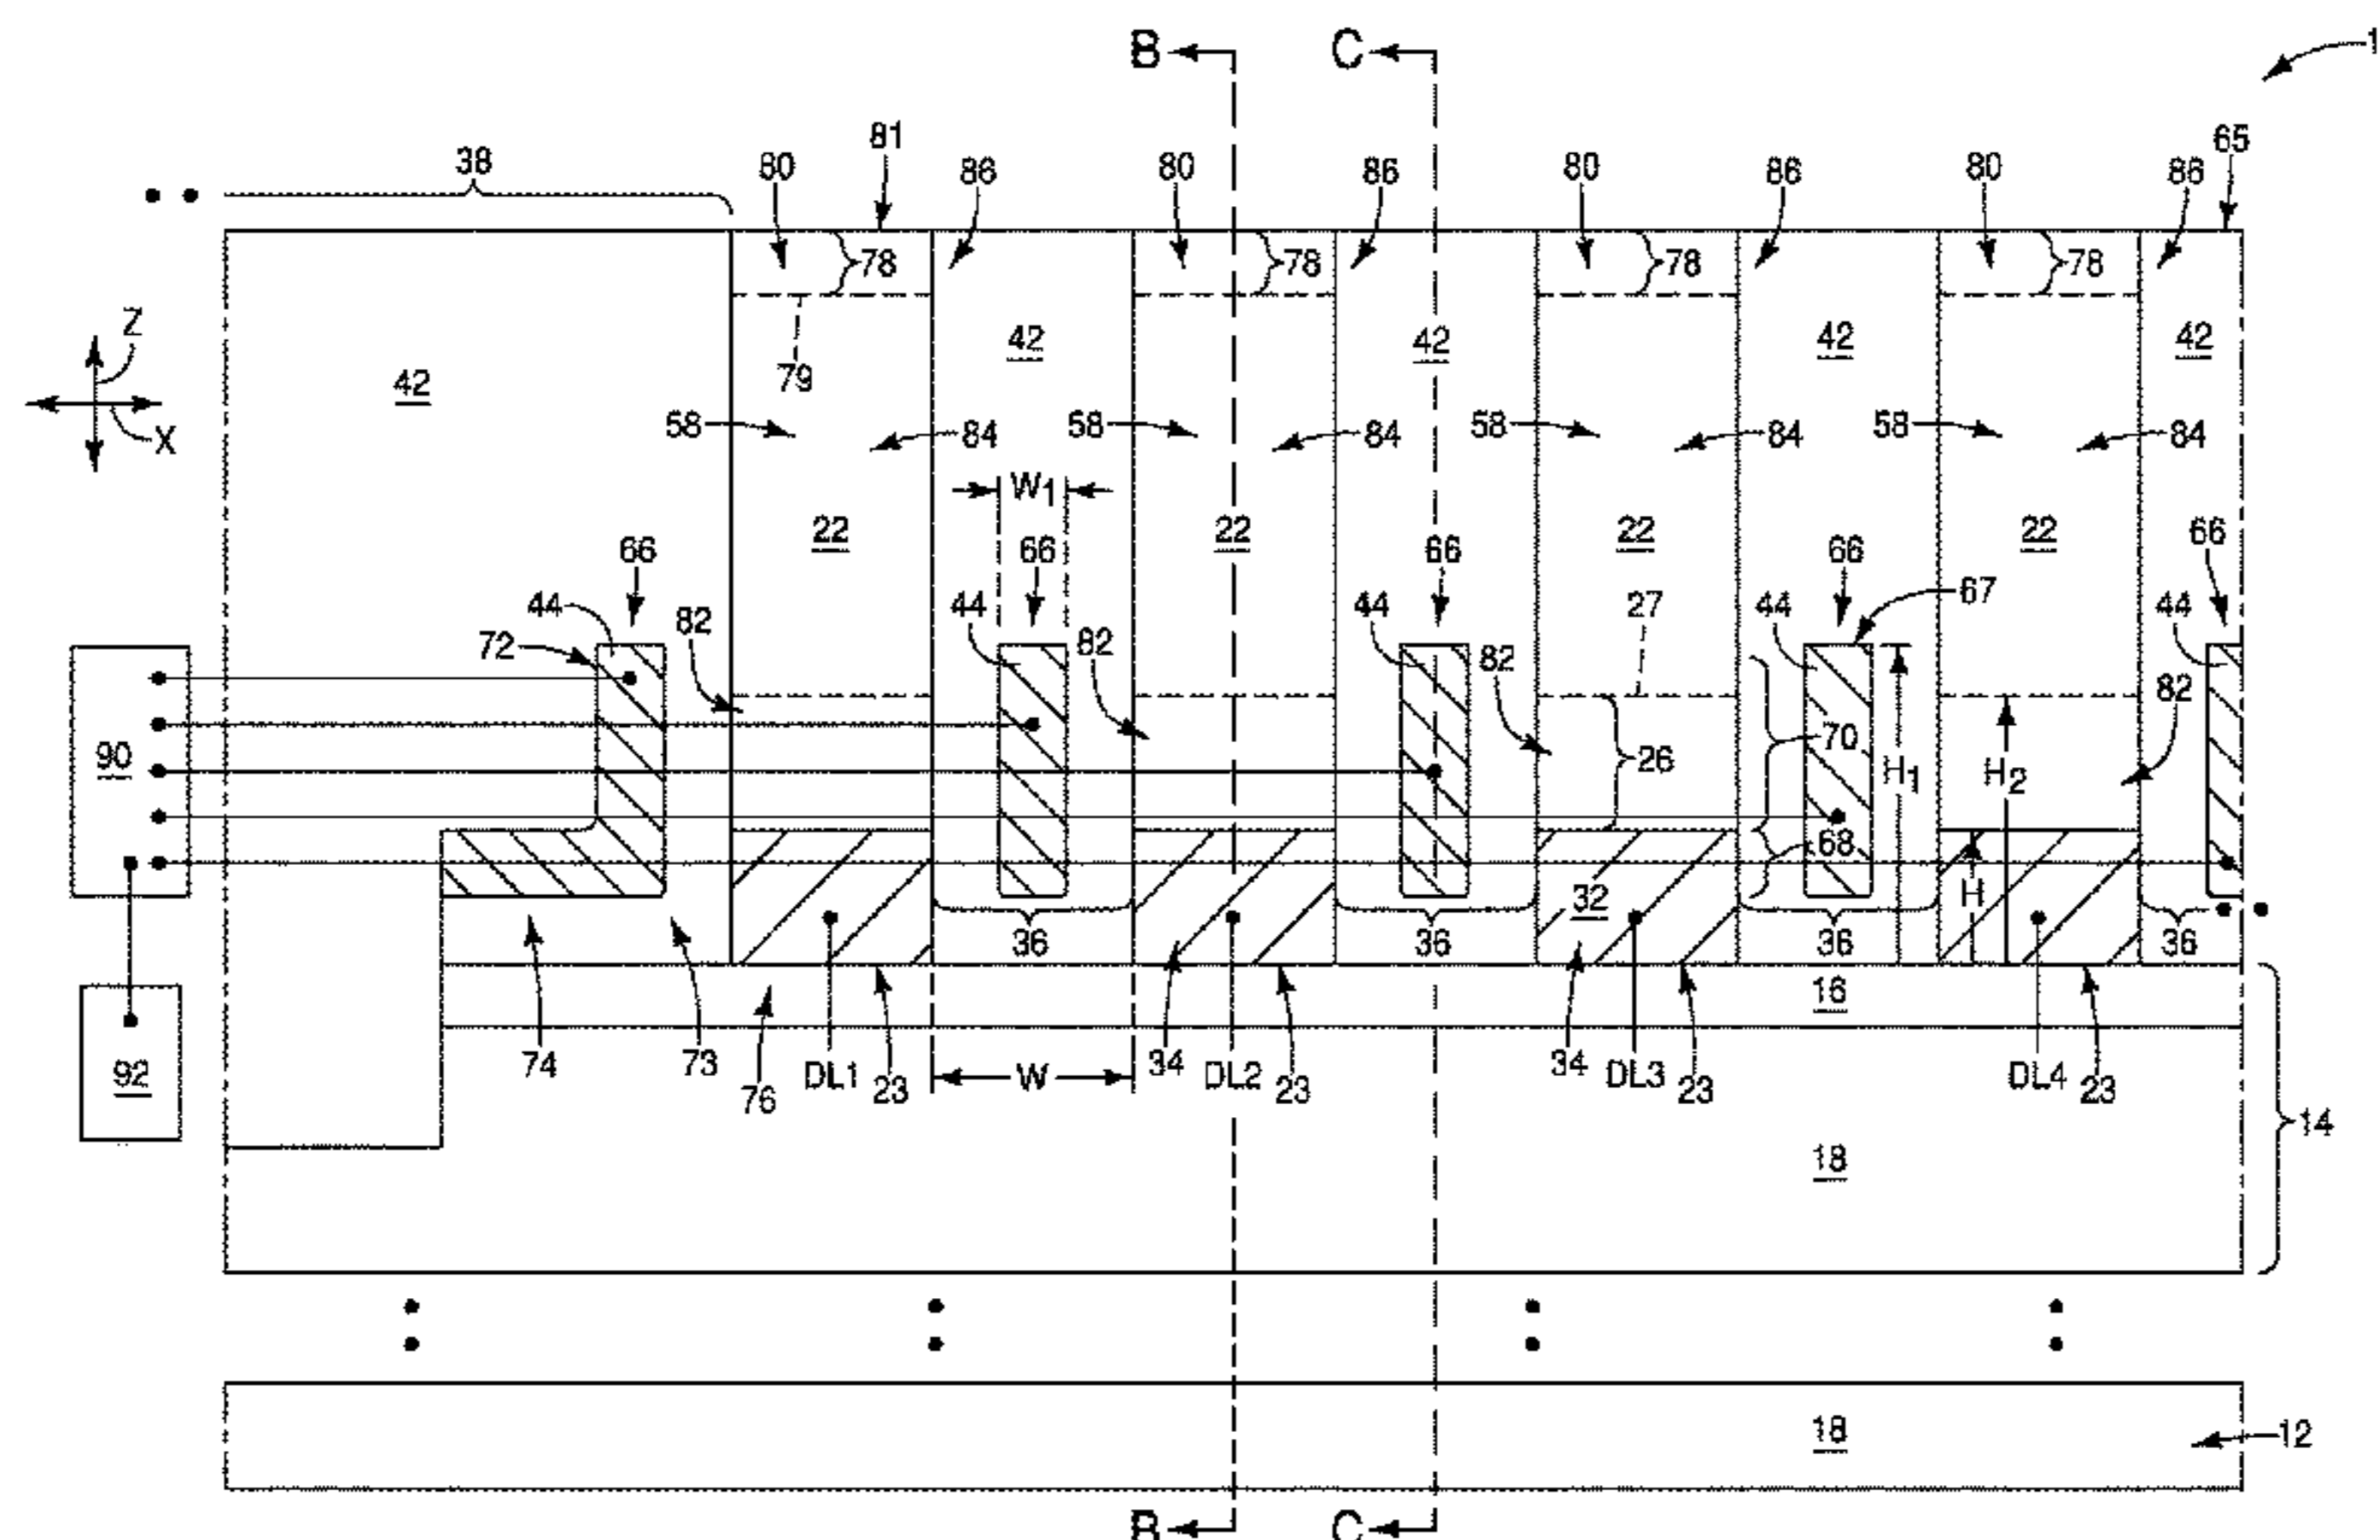 B C
1
38 80 81 86 80 86 80 86 80 86 65
78 78 78 78
Z
X
42 79 42 42 42 42
58 84 58 84 58 84 58 84
W1
22 22 22 22
66 66 66 66 66
44 44 44 27 44 67 44
72 82 82 82 82
90 26 70 H1 H2
68
32 H
36 36 36 36
16
92 74 73 76 DL1 23 W 34 DL2 23 34 DL3 23 DL4 23
14
18
18 12
B C